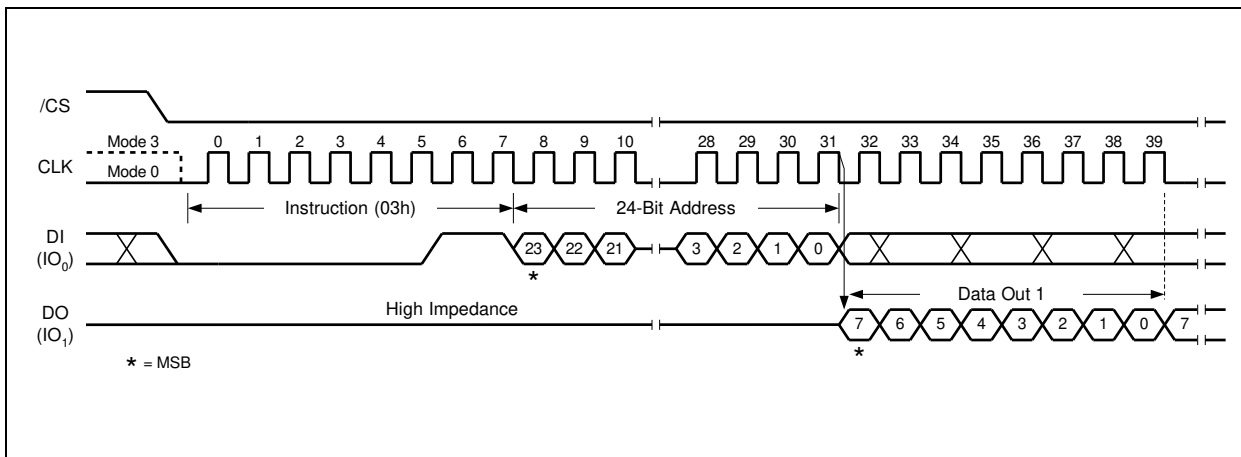 /CS
Mode 3
0 1 2 3 4 5 6 7 8 9 10 28 29 30 31 32 33 34 35 36 37 38 39
CLK
Mode 0
Instruction (03h)
24-Bit Address
DI
(IO0)
23 22 21 3 2 1 0
*
High Impedance
Data Out 1
DO
(IO1)
7 6 5 4 3 2 1 0 7
*
* = MSB